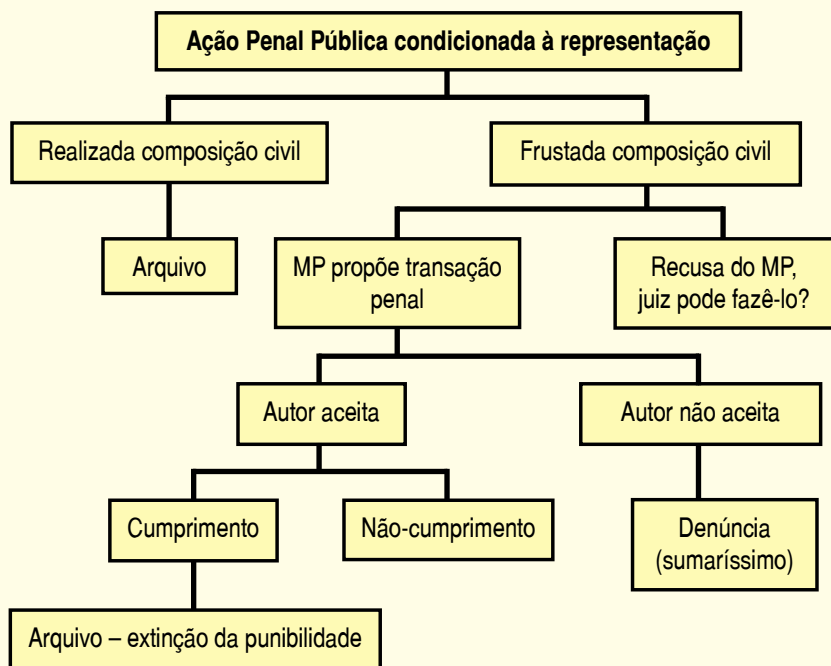 Ação Penal Pública condicionada à representação
Realizada composição civil
Frustada composição civil
Arquivo
MP propõe transação
penal
Recusa do MP,
juiz pode fazê-lo?
Autor aceita
Autor não aceita
Cumprimento
Não-cumprimento
Denúncia
(sumaríssimo)
Arquivo – extinção da punibilidade